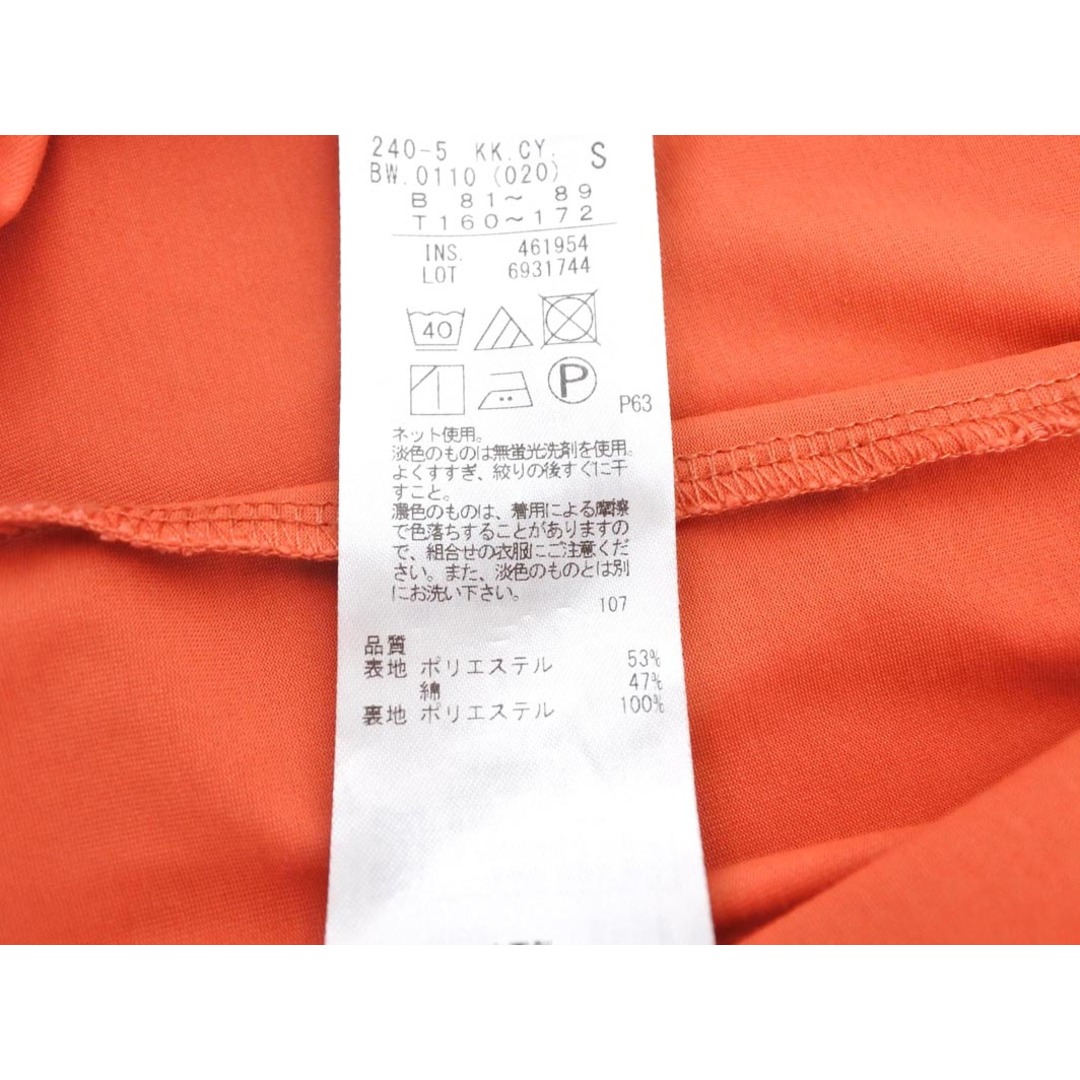 240-5 KK.CY. S
BW.0110 (020)
B 81〜 89
T160〜172
INS. 461954
LOT 6931744
40
P
P63
ネット使用。
淡色のものは無蛍光洗剤を使用。
よくすすぎ、絞りの後すぐに干
すこと。
濃色のものは、着用による摩擦
で色落ちすることがありますの
で、組合せの衣服にご注意くだ
さい。また、淡色のものとは別
にお洗い下さい。
107
品質
表地 ポリエステル 53%
綿 47%
裏地 ポリエステル 100%